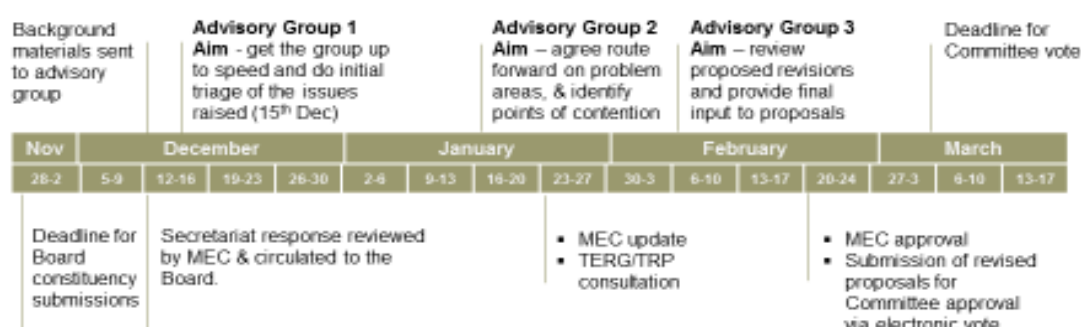 Background
materials sent
to advisory
group
Advisory Group 1
Aim - get the group up
to speed and do initial
triage of the issues
raised (15th Dec)
Advisory Group 2
Aim – agree route
forward on problem
areas, & identify
points of contention
Advisory Group 3
Aim – review
proposed revisions
and provide final
input to proposals
Deadline for
Committee vote
Nov December January February March
28-2 5-9 12-16 19-23 26-30 2-6 9-13 16-20 23-27 30-3 6-10 13-17 20-24 27-3 6-10 13-17
Deadline for
Board
constituency
submissions
Secretariat response reviewed
by MEC & circulated to the
Board.
▪ MEC update
▪ TERG/TRP
consultation
▪ MEC approval
▪ Submission of revised
proposals for
Committee approval
via electronic vote